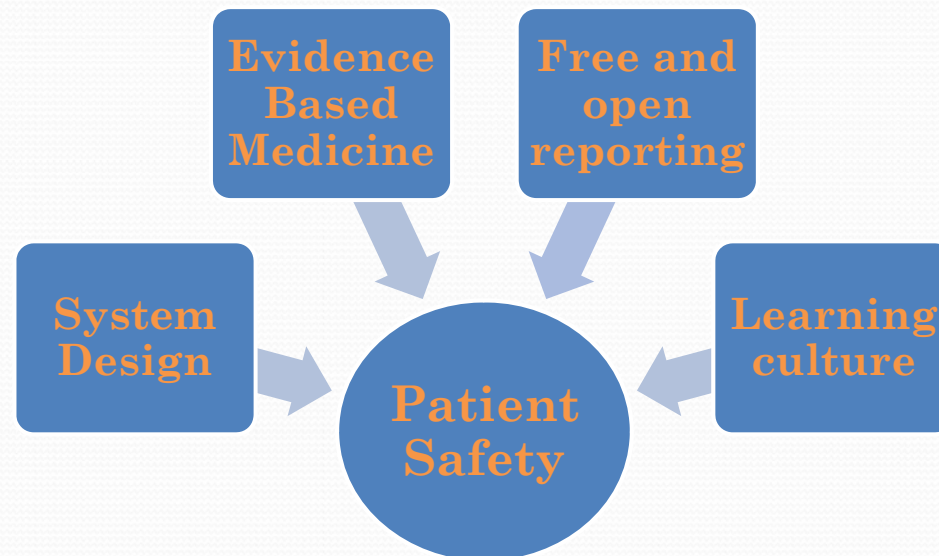 Evidence
Based
Medicine
Free and
open
reporting
System
Design
Learning
culture
Patient
Safety